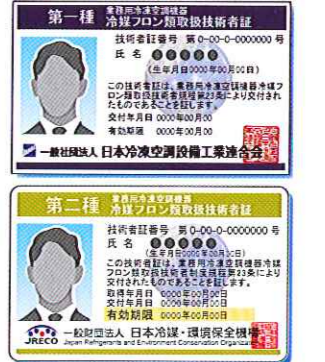 第一種 業務用冷凍空調機器
冷媒フロン類取扱技術者証
技術者証番号 第0-00-0-0000000 号
氏 名 ●●●●●
(生年月日0000年00月00日)
この技術者証は、業務用冷凍空調機器冷媒フ
ロン類取扱技術者規程第23条により交付され
たものであることを証します。
交付年月日 0000年00月00
有効期限 0000年00月00
一般社団法人 日本冷凍空調設備工業連合会
第二種 業務用冷凍空調機器
冷媒フロン類取扱技術者証
技術者証番号 第0-00-0-0000000 号
氏 名 ●●●●●
(生年月日0000年00月00日)
この技術者証は、業務用冷凍空調機器冷媒
フロン類取扱技術者制度規程第23条により
交付されたものであることを証します。
取得年月日 0000年00月00日
交付年月日 0000年00月00日
有効期限 0000年00月00日
JRECO 一般財団法人 日本冷媒・環境保全機構
Japan Refrigerants and Environment Conservation Organization